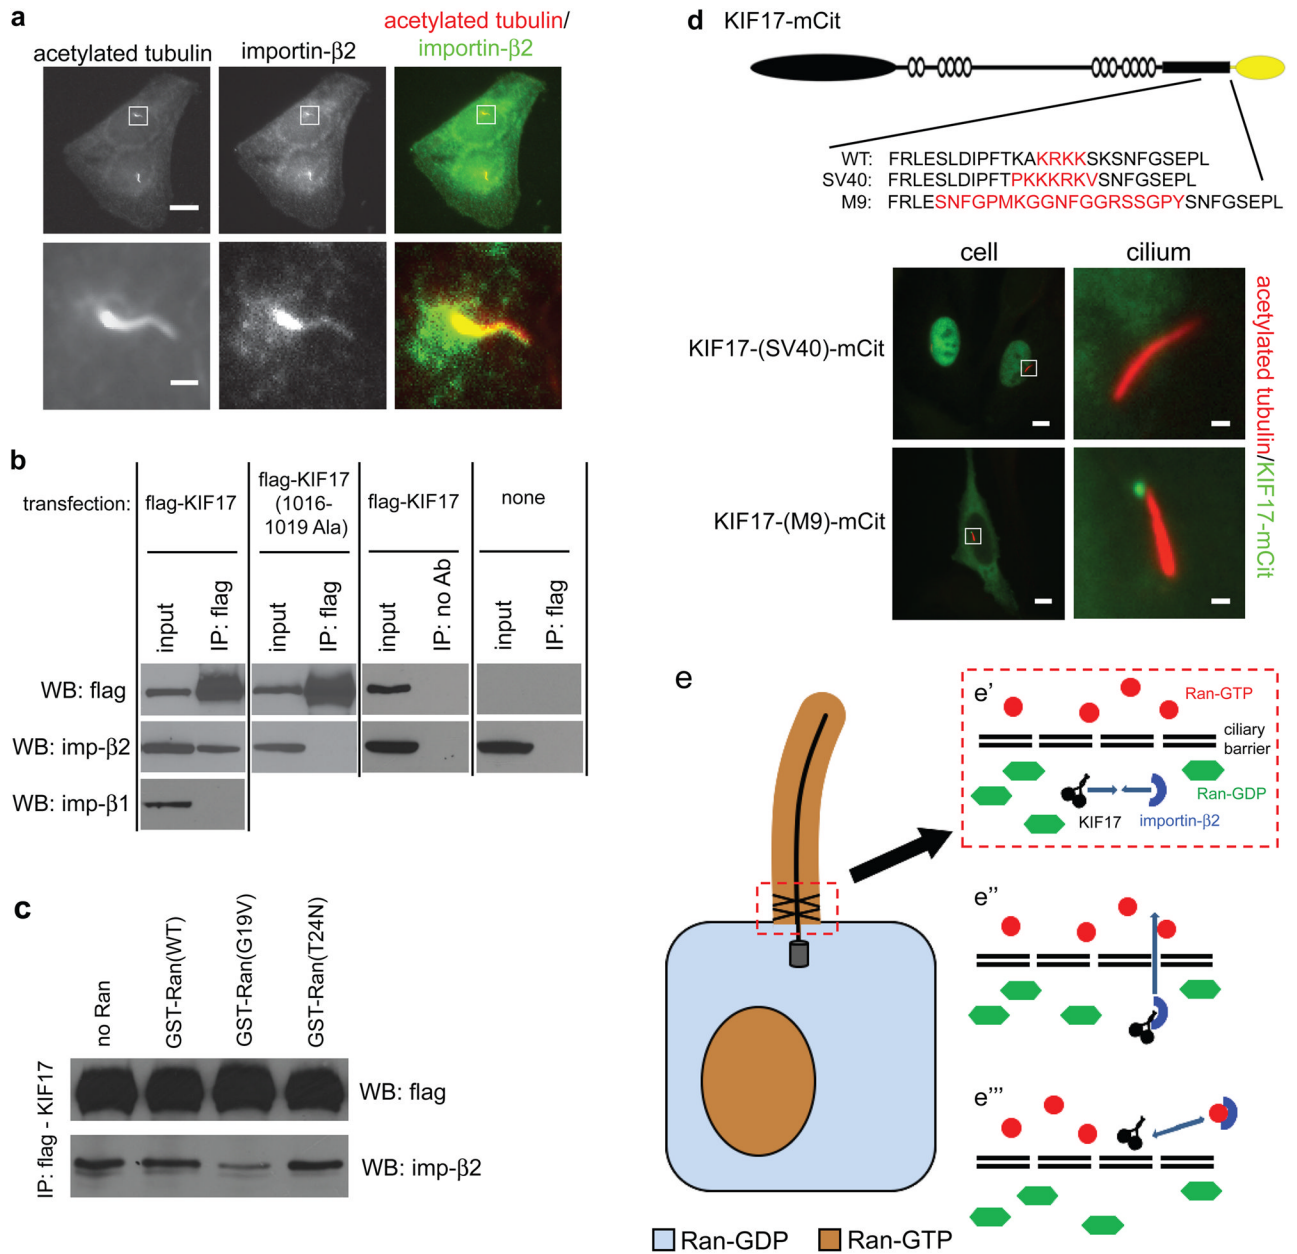 a
acetylated tubulin
importin-β2
acetylated tubulin/
importin-β2
b
transfection:
flag-KIF17
flag-KIF17
(1016-
1019 Ala)
flag-KIF17
none
input
IP: flag
input
IP: flag
input
IP: no Ab
input
IP: flag
WB: flag
WB: imp-β2
WB: imp-β1
c
no Ran
GST-Ran(WT)
GST-Ran(G19V)
GST-Ran(T24N)
IP: flag - KIF17
WB: flag
WB: imp-β2
d
KIF17-mCit
WT: FRLESLDIPFTKAKRKKSKSNFGSEPL
SV40: FRLESLDIPFTPKKKRKVSNFGSEPL
M9: FRLESNFGPMKGGNFGGRSSGPYSNFGSEPL
cell
cilium
KIF17-(SV40)-mCit
KIF17-(M9)-mCit
acetylated tubulin/KIF17-mCit
e
e’
Ran-GTP
ciliary
barrier
Ran-GDP
KIF17
importin-β2
e’’
e’’’
Ran-GDP
Ran-GTP